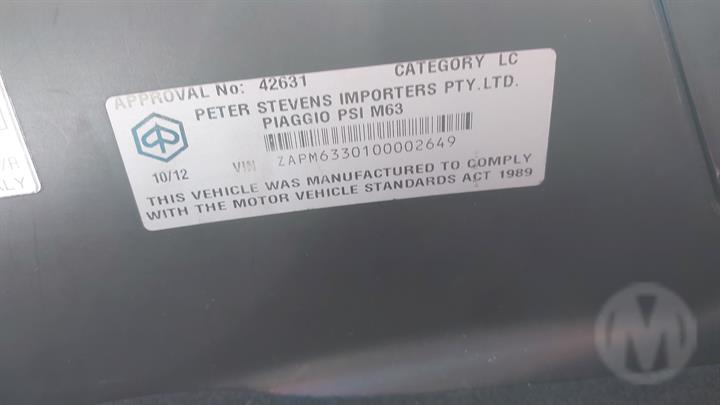 APPROVAL No: 42631 CATEGORY LC
PETER STEVENS IMPORTERS PTY.LTD.
PIAGGIO PSI M63
10/12 VIN ZAPM6330100002649
THIS VEHICLE WAS MANUFACTURED TO COMPLY
WITH THE MOTOR VEHICLE STANDARDS ACT 1989
M